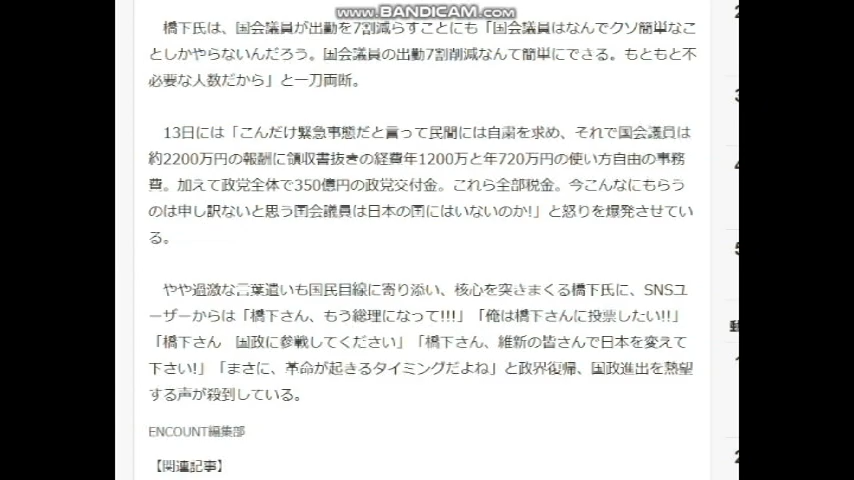 www.BANDICAM.com
橋下氏は、国会議員が出勤を7割減らすことにも「国会議員はなんでクソ簡単なこ
としかやらないんだろう。国会議員の出勤7割削減なんて簡単にできる。もともと不
必要な人数だから」と一刀両断。
13日には「こんだけ緊急事態だと言って民間には自粛を求め、それで国会議員は
約2200万円の報酬に領収書抜きの経費年1200万と年720万円の使い方自由の事務
費。加えて政党全体で350億円の政党交付金。これら全部税金。今こんなにもらう
のは申し訳ないと思う国会議員は日本の国にはいないのか!」と怒りを爆発させてい
る。
やや過激な言葉遣いも国民目線に寄り添い、核心を突きまくる橋下氏に、SNSユ
ーザーからは「橋下さん、もう総理になって!!!」「俺は橋下さんに投票したい!!」
「橋下さん 国政に参戦してください」「橋下さん、維新の皆さんで日本を変えて
下さい!」「まさに、革命が起きるタイミングだよね」と政界復帰、国政進出を熱望
する声が殺到している。
ENCOUNT編集部
【関連記事】